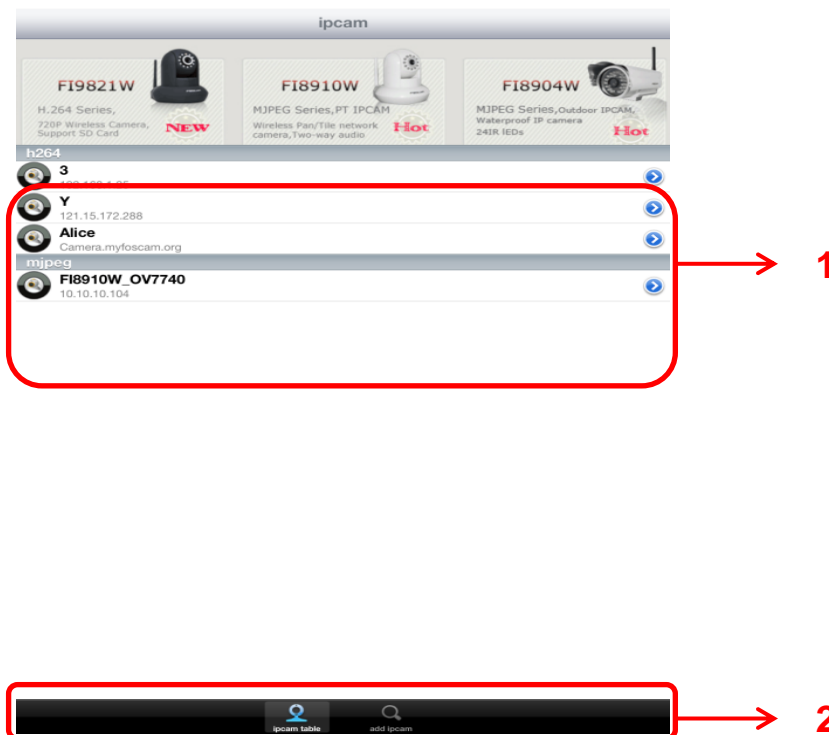 ipcam
FI9821W
H.264 Series,
720P Wireless Camera,
Support SD Card
NEW
FI8910W
MJPEG Series,PT IPCAM
Wireless Pan/Tile network
camera,Two-way audio
Hot
FI8904W
MJPEG Series,Outdoor IPCAM,
Waterproof IP camera
24IR lEDs
Hot
h264
3
Y
121.15.172.288
Alice
Camera.myfoscam.org
mjpeg
FI8910W_OV7740
10.10.10.104
1
ipcam table
add ipcam
2